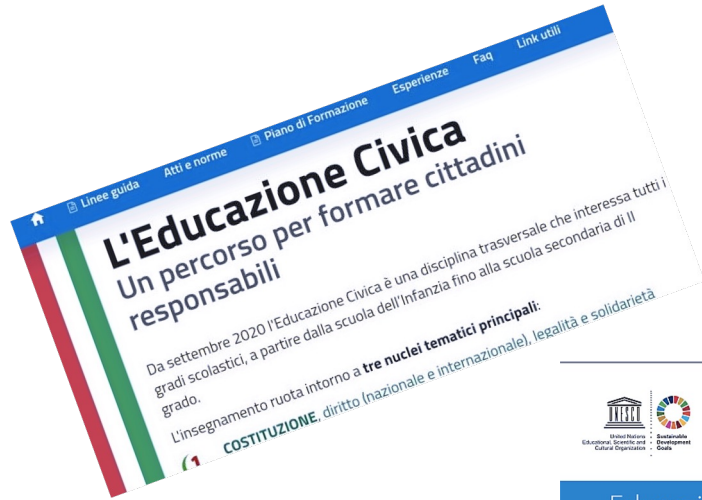 Linee guida
Atti e norme
Piano di Formazione
Esperienze
Faq
Link utili
L'Educazione Civica
Un percorso per formare cittadini
responsabili
Da settembre 2020 l'Educazione Civica è una disciplina trasversale che interessa tutti i
gradi scolastici, a partire dalla scuola dell'Infanzia fino alla scuola secondaria di II
grado.
L'insegnamento ruota intorno a tre nuclei tematici principali:
1 COSTITUZIONE, diritto (nazionale e internazionale), legalità e solidarietà
UNESCO
United Nations
Educational, Scientific and
Cultural Organization
Sustainable
Development
Goals